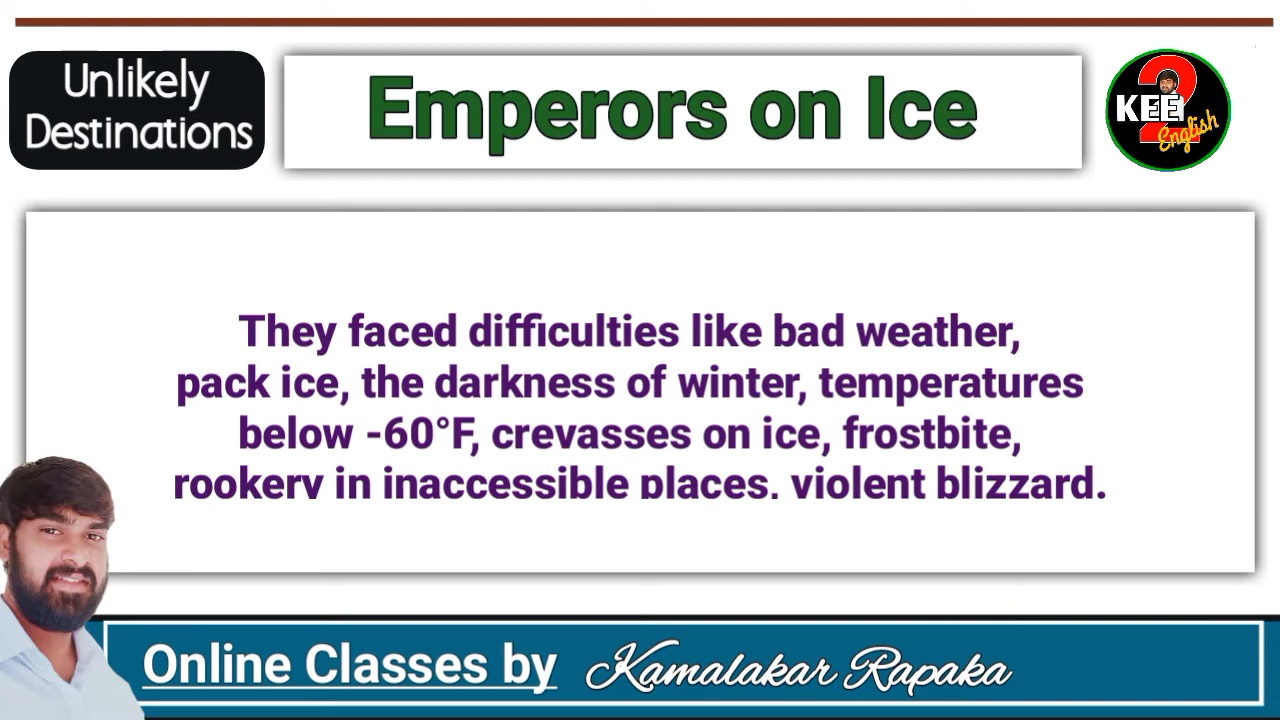 Unlikely
Destinations
Emperors on Ice
KEE
2
English
They faced difficulties like bad weather,
pack ice, the darkness of winter, temperatures
below -60°F, crevasses on ice, frostbite,
rookery in inaccessible places, violent blizzard.
Online Classes by Kamalakar Rapaka